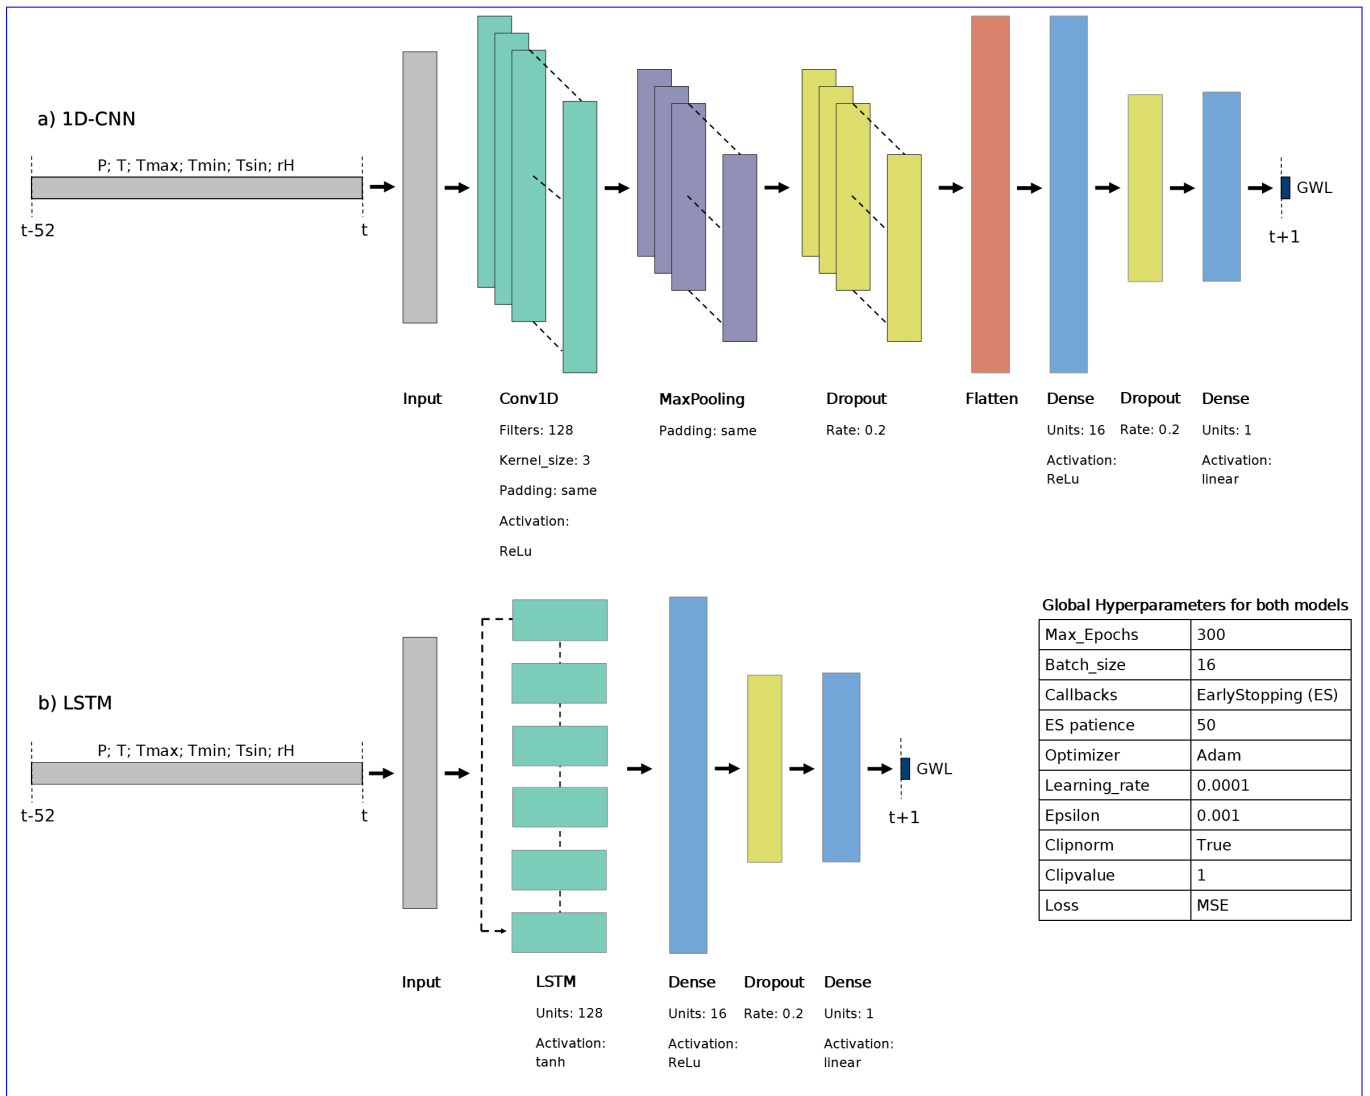 a) 1D-CNN
P; T; Tmax; Tmin; Tsin; rH
t-52
t
GWL
t+1
Input
Conv1D
Filters: 128
Kernel_size: 3
Padding: same
Activation:
ReLu
MaxPooling
Padding: same
Dropout
Rate: 0.2
Flatten
Dense
Units: 16
Activation:
ReLu
Dropout
Rate: 0.2
Dense
Units: 1
Activation:
linear
b) LSTM
P; T; Tmax; Tmin; Tsin; rH
t-52
t
GWL
t+1
Input
LSTM
Units: 128
Activation:
tanh
Dense
Units: 16
Activation:
ReLu
Dropout
Rate: 0.2
Dense
Units: 1
Activation:
linear
Global Hyperparameters for both models
Max_Epochs 300
Batch_size 16
Callbacks EarlyStopping (ES)
ES patience 50
Optimizer Adam
Learning_rate 0.0001
Epsilon 0.001
Clipnorm True
Clipvalue 1
Loss MSE